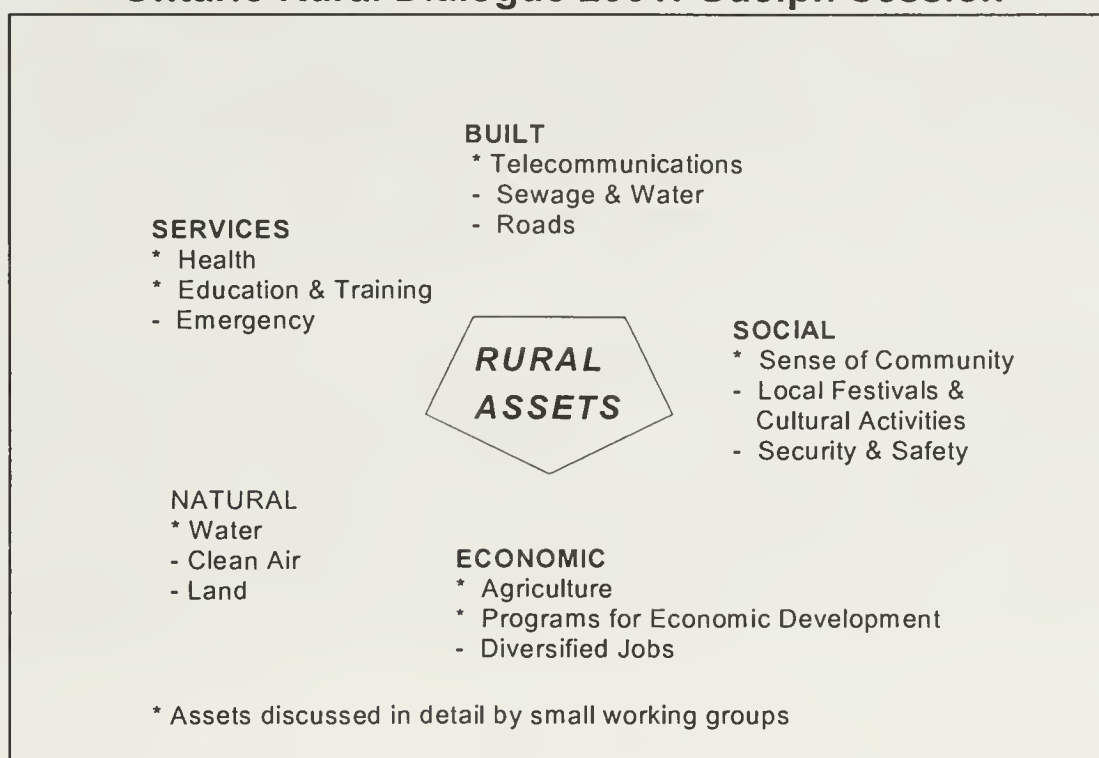 BUILT
* Telecommunications
- Sewage & Water
- Roads
SERVICES
* Health
* Education & Training
- Emergency
RURAL
ASSETS
SOCIAL
* Sense of Community
- Local Festivals &
Cultural Activities
- Security & Safety
NATURAL
* Water
- Clean Air
- Land
ECONOMIC
* Agriculture
* Programs for Economic Development
- Diversified Jobs
* Assets discussed in detail by small working groups